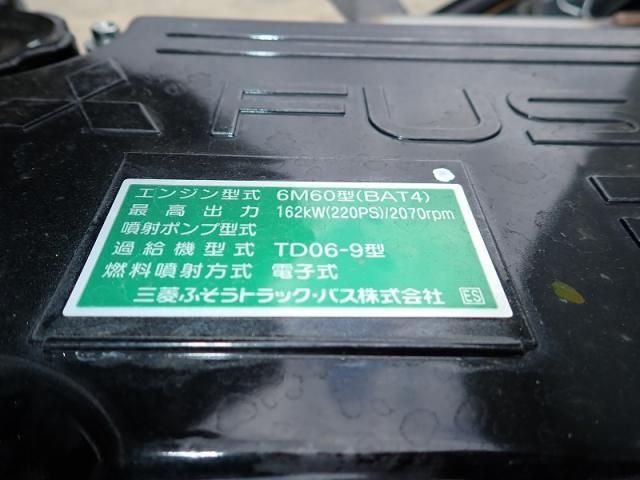 FUS
エンジン型式 6M60型(BAT4)
最高出力 162kW(220PS)/2070rpm
噴射ポンプ型式
過給機型式 TD06-9型
燃料噴射方式 電子式
三菱ふそうトラック・バス株式会社 ES